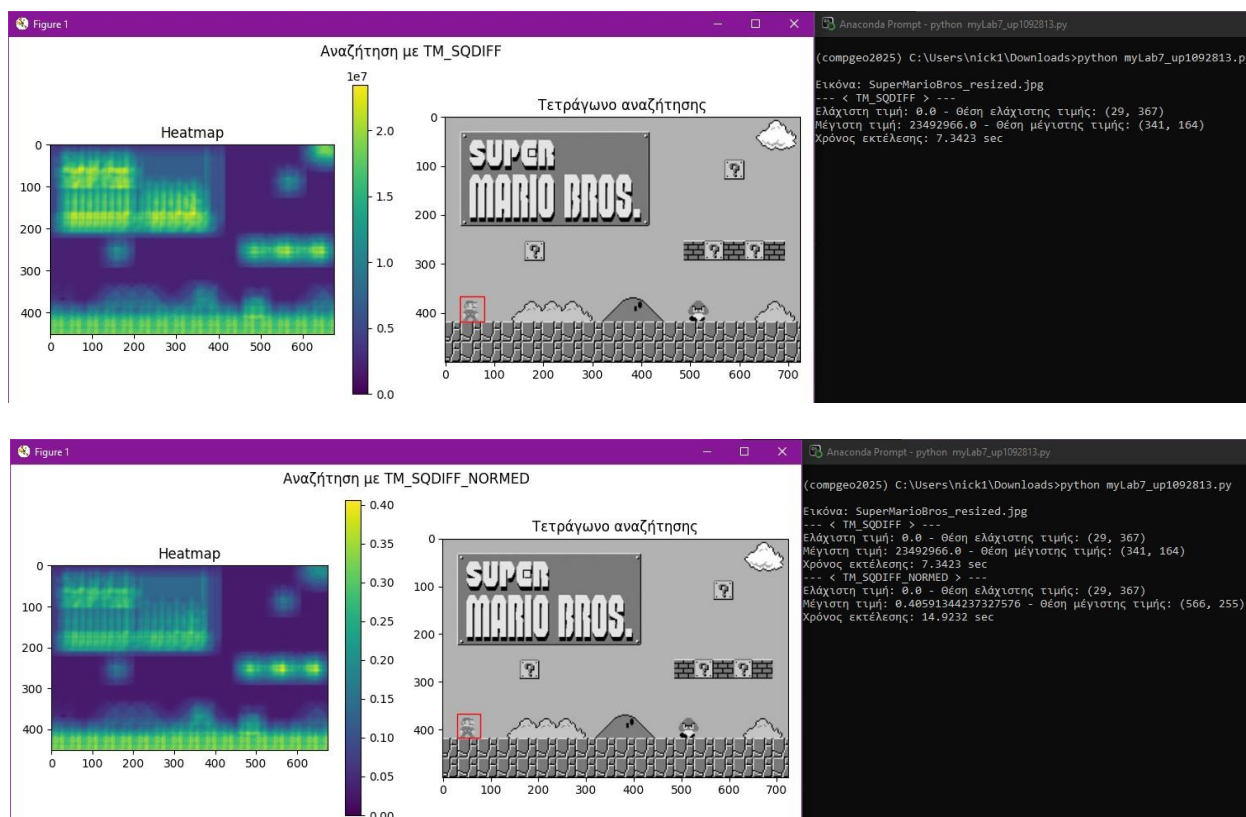 Figure 1
Αναζήτηση με TM_SQDIFF
1e7
Heatmap
0
100
200
300
400
0 100 200 300 400 500 600
2.0
1.5
1.0
0.5
0.0
Τετράγωνο αναζήτησης
0
100
200
300
400
0 100 200 300 400 500 600 700
SUPER
MARIO BROS.
?
?
? ?
Anaconda Prompt - python myLab7_up1092813.py
(compgeo2025) C:\Users\nick1\Downloads>python myLab7_up1092813.p
Εικόνα: SuperMarioBros_resized.jpg
--- < TM_SQDIFF > ---
Ελάχιστη τιμή: 0.0 - Θέση ελάχιστης τιμής: (29, 367)
Μέγιστη τιμή: 23492966.0 - Θέση μέγιστης τιμής: (341, 164)
Χρόνος εκτέλεσης: 7.3423 sec
Figure 1
Αναζήτηση με TM_SQDIFF_NORMED
Heatmap
0
100
200
300
400
0 100 200 300 400 500 600
0.40
0.35
0.30
0.25
0.20
0.15
0.10
0.05
0.00
Τετράγωνο αναζήτησης
0
100
200
300
400
0 100 200 300 400 500 600 700
SUPER
MARIO BROS.
?
?
? ?
Anaconda Prompt - python myLab7_up1092813.py
(compgeo2025) C:\Users\nick1\Downloads>python myLab7_up1092813.py
Εικόνα: SuperMarioBros_resized.jpg
--- < TM_SQDIFF > ---
Ελάχιστη τιμή: 0.0 - Θέση ελάχιστης τιμής: (29, 367)
Μέγιστη τιμή: 23492966.0 - Θέση μέγιστης τιμής: (341, 164)
Χρόνος εκτέλεσης: 7.3423 sec
--- < TM_SQDIFF_NORMED > ---
Ελάχιστη τιμή: 0.0 - Θέση ελάχιστης τιμής: (29, 367)
Μέγιστη τιμή: 0.40591344237327576 - Θέση μέγιστης τιμής: (566, 255)
Χρόνος εκτέλεσης: 14.9232 sec